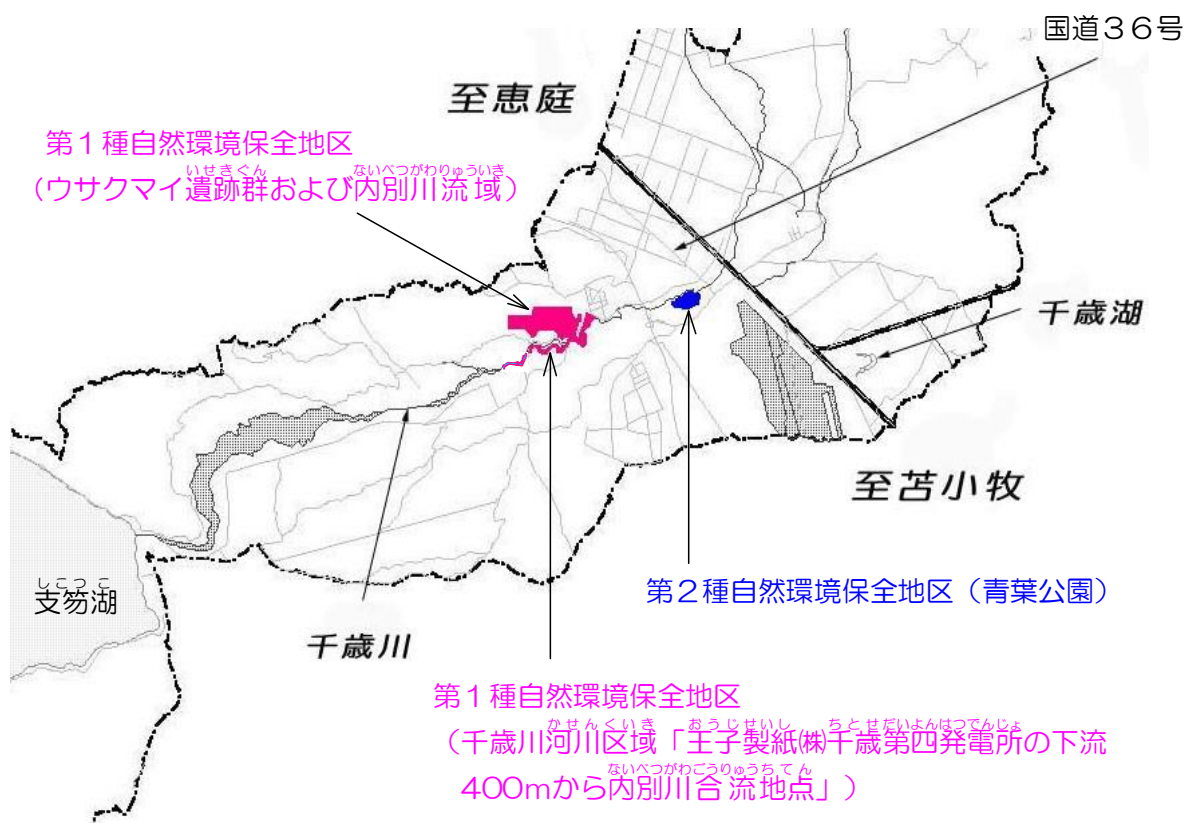 国道３６号
至恵庭
第１種自然環境保全地区
いせきぐん ないべつがわりゅういき
（ウサクマイ遺跡群および内別川流域）
千歳湖
至苫小牧
しこつこ
支笏湖
第２種自然環境保全地区（青葉公園）
千歳川
第１種自然環境保全地区
かせんくいき おうじせいし ちとせだいよんはつでんじょ
（千歳川河川区域「王子製紙㈱千歳第四発電所の下流
ないべつがわごうりゅうちてん
400mから内別川合流地点」）